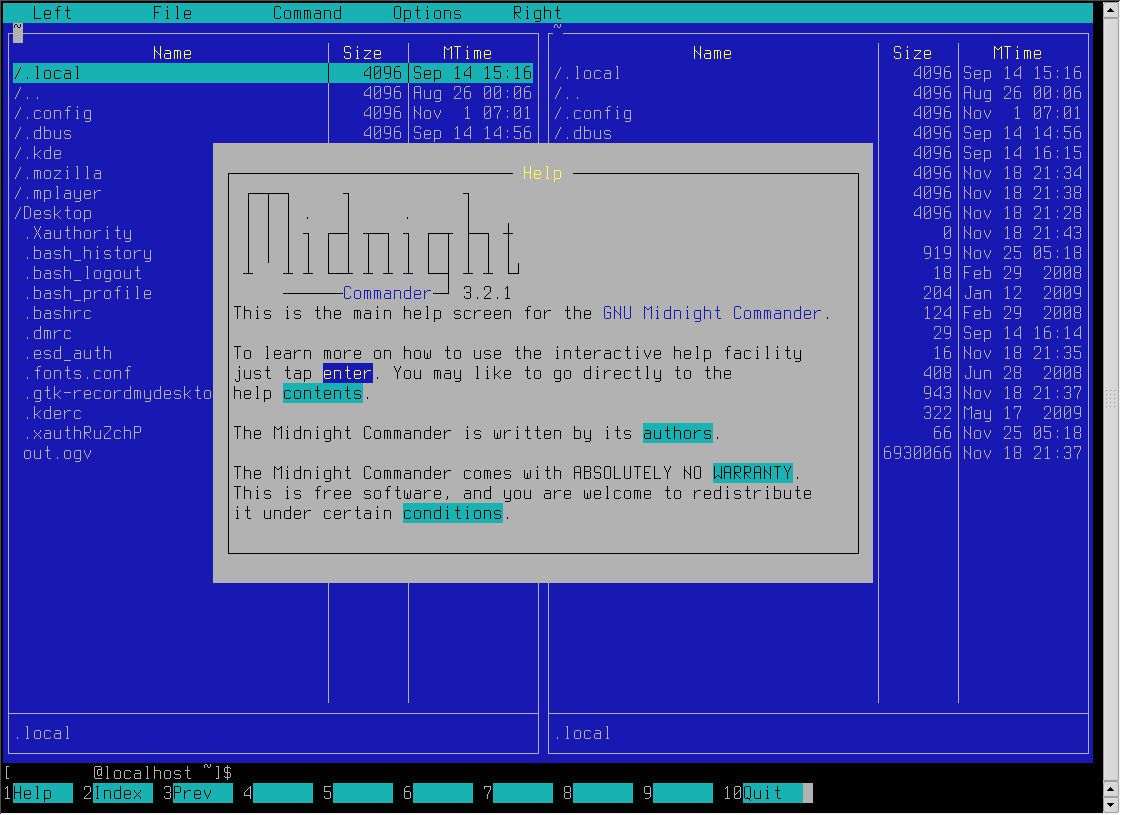 Left File Command Options Right
~ ~
Name Size MTime Name Size MTime
/.local 4096 Sep 14 15:16 /.local 4096 Sep 14 15:16
/.. 4096 Aug 26 00:06 /.. 4096 Aug 26 00:06
/.config 4096 Nov 1 07:01 /.config 4096 Nov 1 07:01
/.dbus 4096 Sep 14 14:56 /.dbus 4096 Sep 14 14:56
/.kde 4096 Sep 14 16:15
/.mozilla Help 4096 Nov 18 21:34
/.mplayer 4096 Nov 18 21:38
/Desktop 4096 Nov 18 21:28
.Xauthority Midnight 0 Nov 18 21:43
.bash_history 919 Nov 25 05:18
.bash_logout 18 Feb 29 2008
.bash_profile Commander 3.2.1 204 Jan 12 2009
.bashrc This is the main help screen for the GNU Midnight Commander. 124 Feb 29 2008
.dmrc 29 Sep 14 16:14
.esd_auth To learn more on how to use the interactive help facility 16 Nov 18 21:35
.fonts.conf just tap enter. You may like to go directly to the 408 Jun 28 2008
.gtk-recordmydeskto help contents. 943 Nov 18 21:37
.kderc 322 May 17 2009
.xauthRuZchP The Midnight Commander is written by its authors. 66 Nov 25 05:18
out.ogv 6930066 Nov 18 21:37
The Midnight Commander comes with ABSOLUTELY NO WARRANTY.
This is free software, and you are welcome to redistribute
it under certain conditions.
.local .local
[ @localhost ~]$
1Help 2Index 3Prev 4 5 6 7 8 9 10Quit